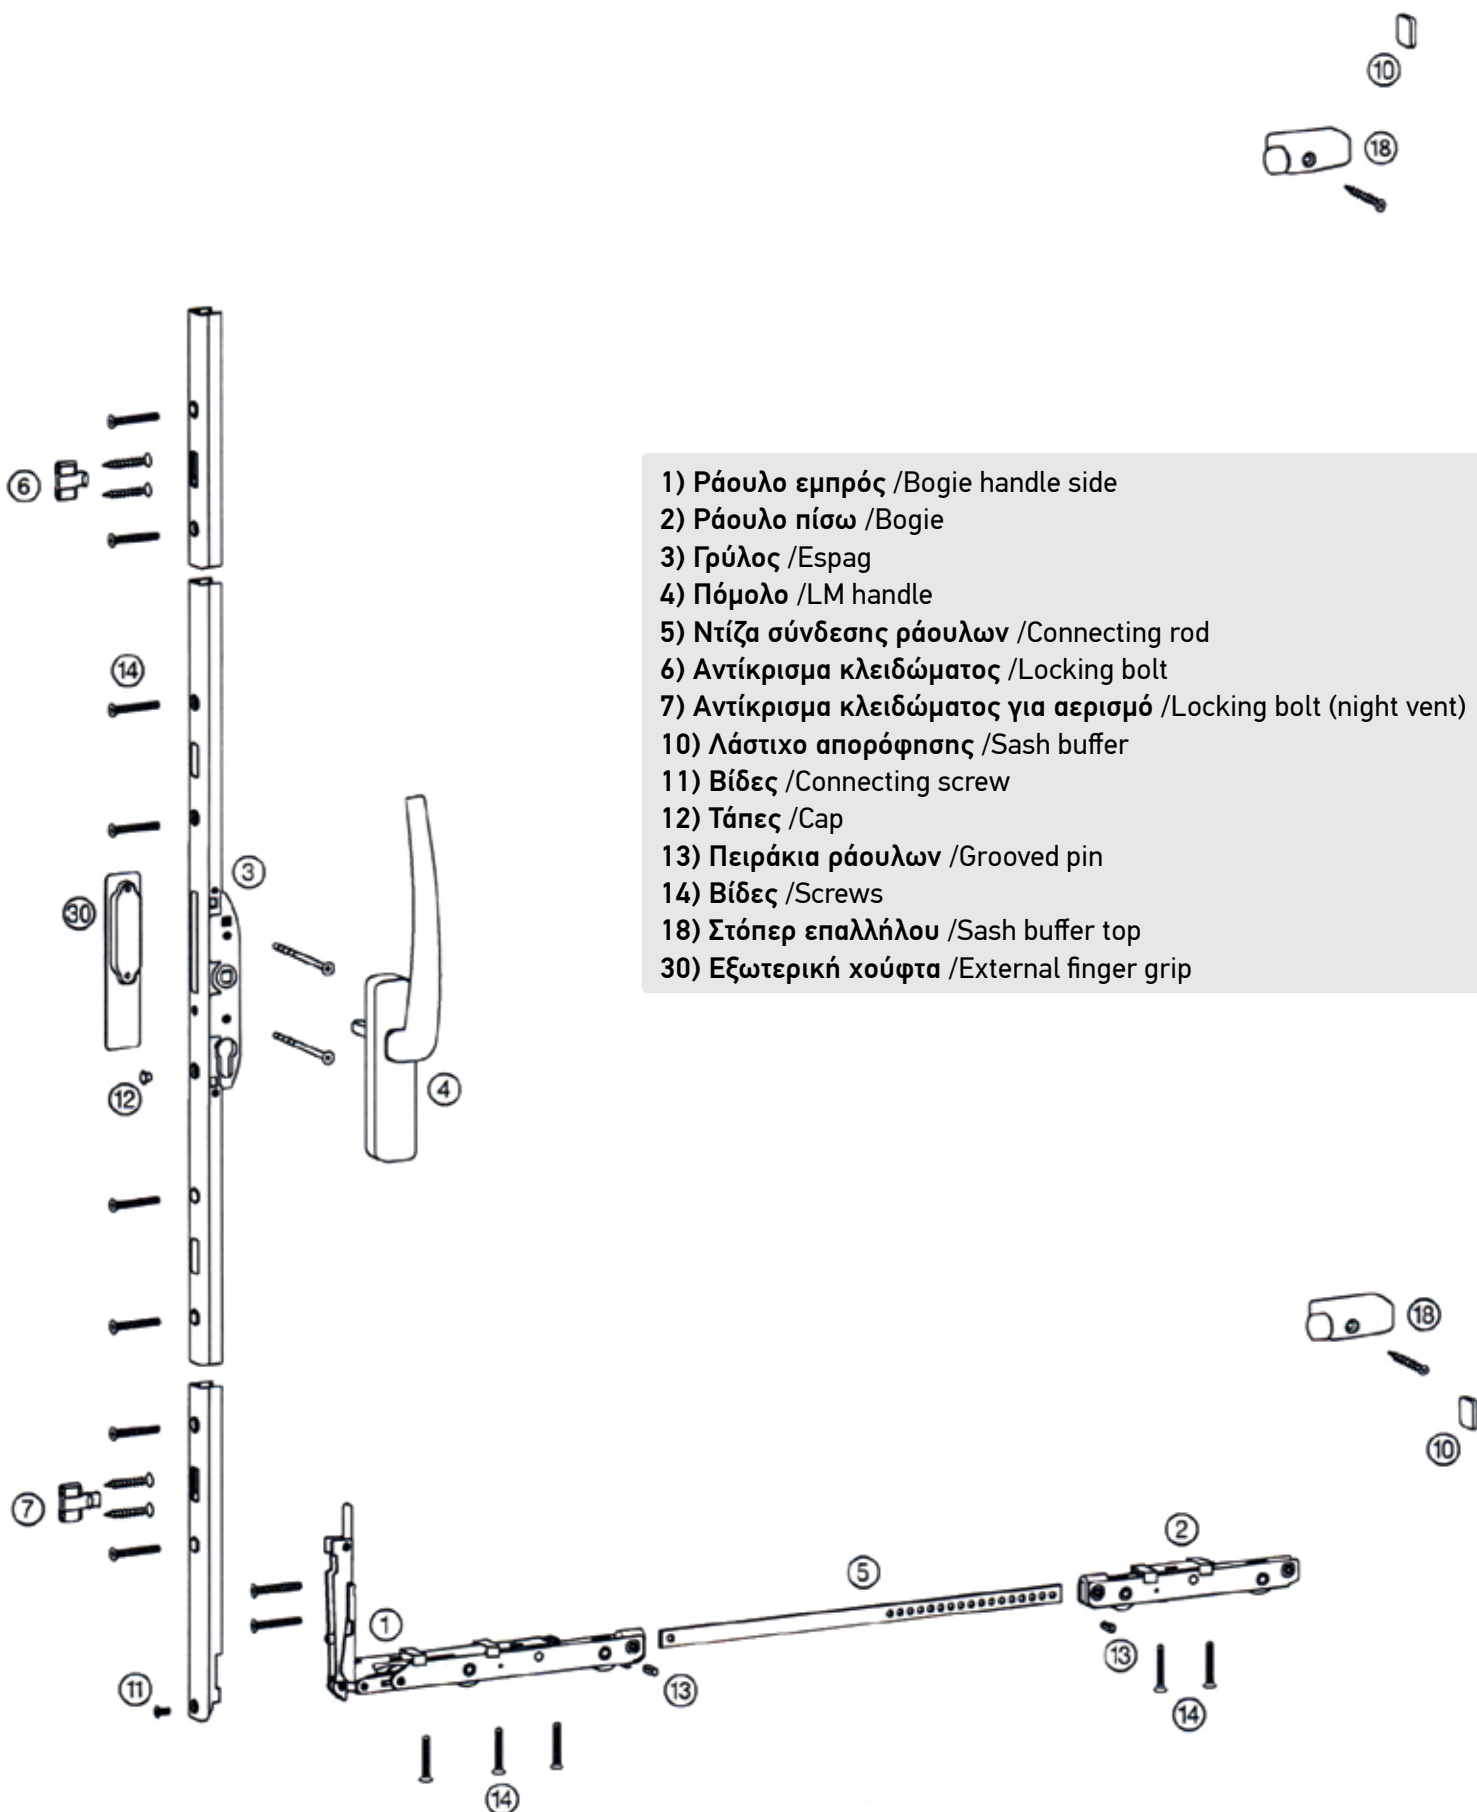 10
18
6
1) Ράουλο εμπρός /Bogie handle side
2) Ράουλο πίσω /Bogie
3) Γρύλος /Espag
4) Πόμολο /LM handle
5) Ντίζα σύνδεσης ράουλων /Connecting rod
6) Αντίκρισμα κλειδώματος /Locking bolt
7) Αντίκρισμα κλειδώματος για αερισμό /Locking bolt (night vent)
10) Λάστιχο απορόφησης /Sash buffer
11) Βίδες /Connecting screw
12) Τάπες /Cap
13) Πειράκια ράουλων /Grooved pin
14) Βίδες /Screws
18) Στόπερ επαλλήλου /Sash buffer top
30) Εξωτερική χούφτα /External finger grip
14
3
30
4
12
18
10
7
2
5
1
13
13
11
14
14